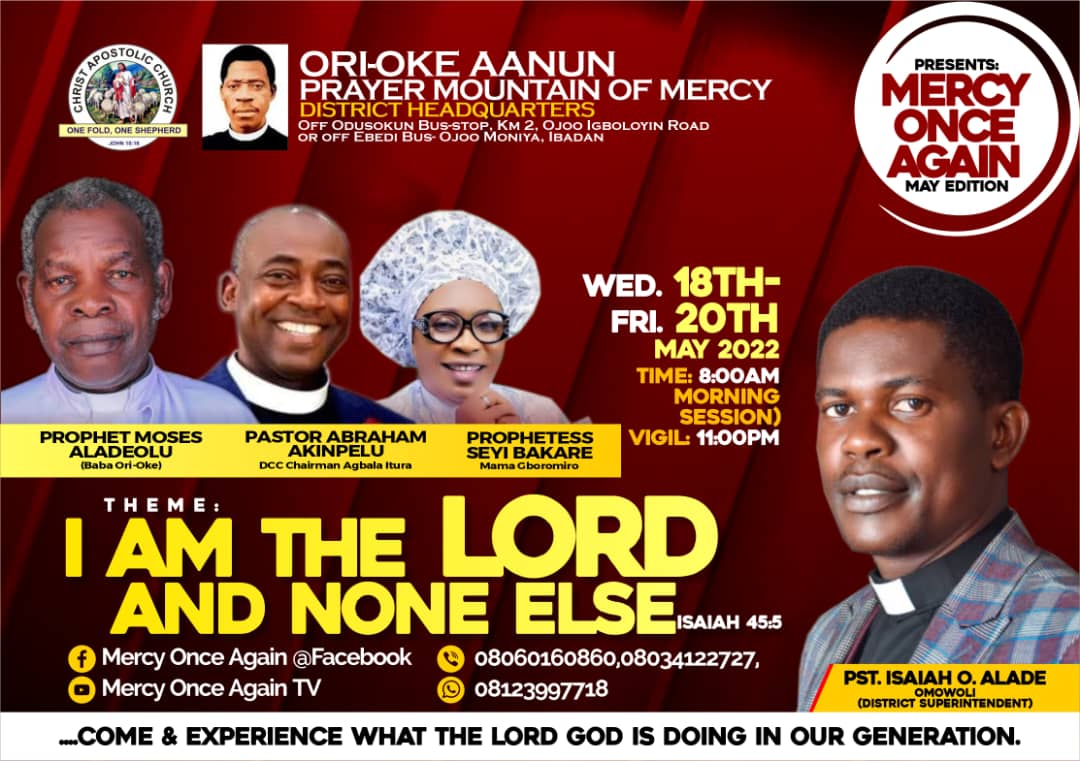 CHRIST APOSTOLIC CHURCH
ONE FOLD, ONE SHEPHERD
JOHN 10:16
ORI-OKE AANUN
PRAYER MOUNTAIN OF MERCY
DISTRICT HEADQUARTERS
OFF ODUSOKUN BUS-STOP, KM 2, OJOO IGBOLOYIN ROAD
OR OFF EBEDI BUS- OJOO MONIYA, IBADAN
PRESENTS:
MERCY
ONCE
AGAIN
MAY EDITION
WED. 18TH-
FRI. 20TH
MAY 2022
TIME: 8:00AM
MORNING
SESSION)
VIGIL: 11:00PM
PROPHET MOSES
ALADEOLU
(Baba Ori-Oke)
PASTOR ABRAHAM
AKINPELU
DCC Chairman Agbala Itura
PROPHETESS
SEYI BAKARE
Mama Gboromiro
THEME:
I AM THE LORD
AND NONE ELSE
ISAIAH 45:5
Mercy Once Again @Facebook
08060160860,08034122727,
Mercy Once Again TV
08123997718
PST. ISAIAH O. ALADE
OMOWOLI
(DISTRICT SUPERINTENDENT)
....COME & EXPERIENCE WHAT THE LORD GOD IS DOING IN OUR GENERATION.